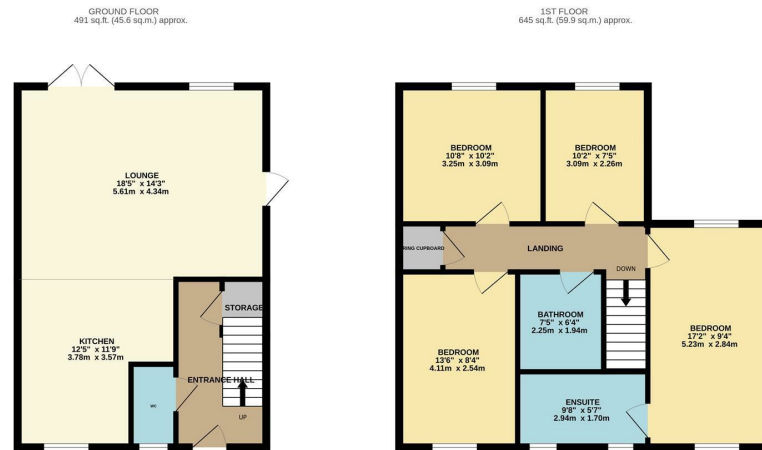 GROUND FLOOR
491 sq.ft. (45.6 sq.m.) approx.
LOUNGE
18'5" x 14'3"
5.61m x 4.34m
KITCHEN
12'5" x 11'9"
3.78m x 3.57m
WC
STORAGE
ENTRANCE HALL
UP
1ST FLOOR
645 sq.ft. (59.9 sq.m.) approx.
BEDROOM
10'8" x 10'2"
3.25m x 3.09m
BEDROOM
10'2" x 7'5"
3.09m x 2.26m
RING CUPBOARD
LANDING
DOWN
BATHROOM
7'5" x 6'4"
2.25m x 1.94m
BEDROOM
13'6" x 8'4"
4.11m x 2.54m
BEDROOM
17'2" x 9'4"
5.23m x 2.84m
ENSUITE
9'8" x 5'7"
2.94m x 1.70m